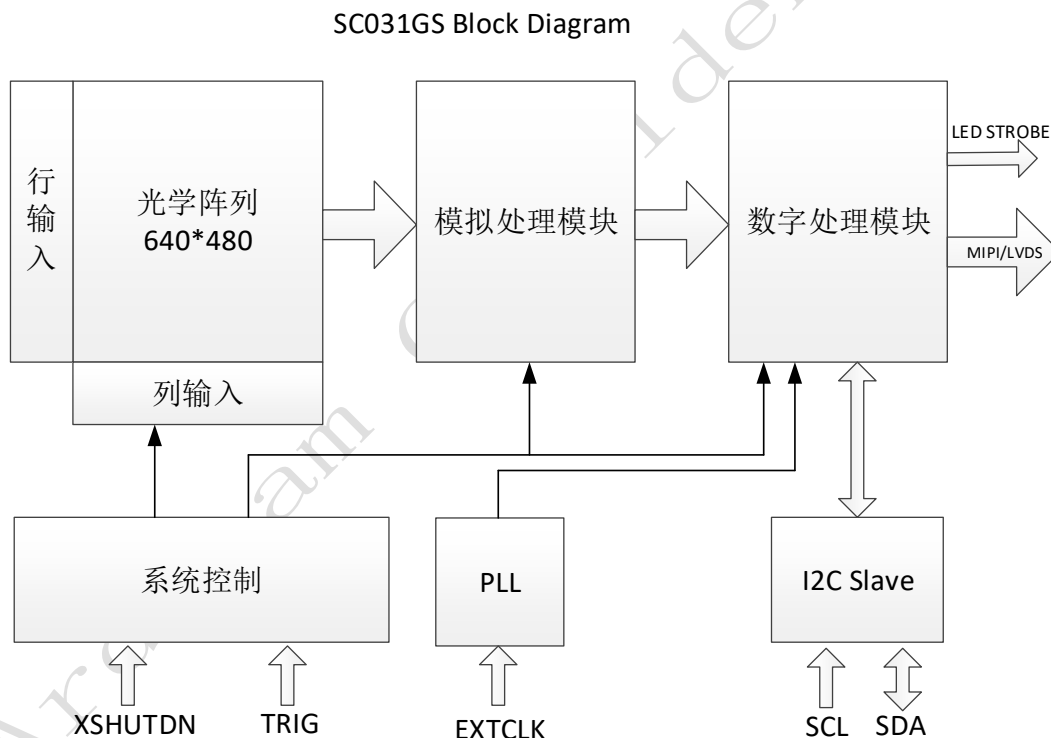 SC031GS Block Diagram
LED STROBE
行输入
光学阵列
640*480
模拟处理模块
数字处理模块
MIPI/LVDS
列输入
系统控制
PLL
I2C Slave
XSHUTDN
TRIG
EXTCLK
SCL
SDA